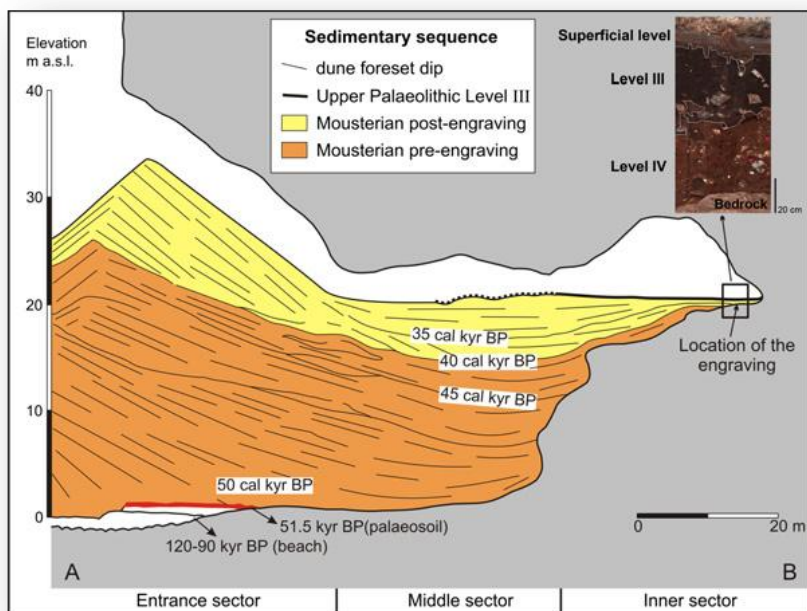 Elevation
m a.s.l.
40
30
20
10
0
Sedimentary sequence
dune foreset dip
Upper Palaeolithic Level III
Mousterian post-engraving
Mousterian pre-engraving
Superficial level
Level III
Level IV
Bedrock
20 cm
Location of the
engraving
35 cal kyr BP
40 cal kyr BP
45 cal kyr BP
50 cal kyr BP
51.5 kyr BP(palaeosoil)
120-90 kyr BP (beach)
0 20 m
A B
Entrance sector Middle sector Inner sector